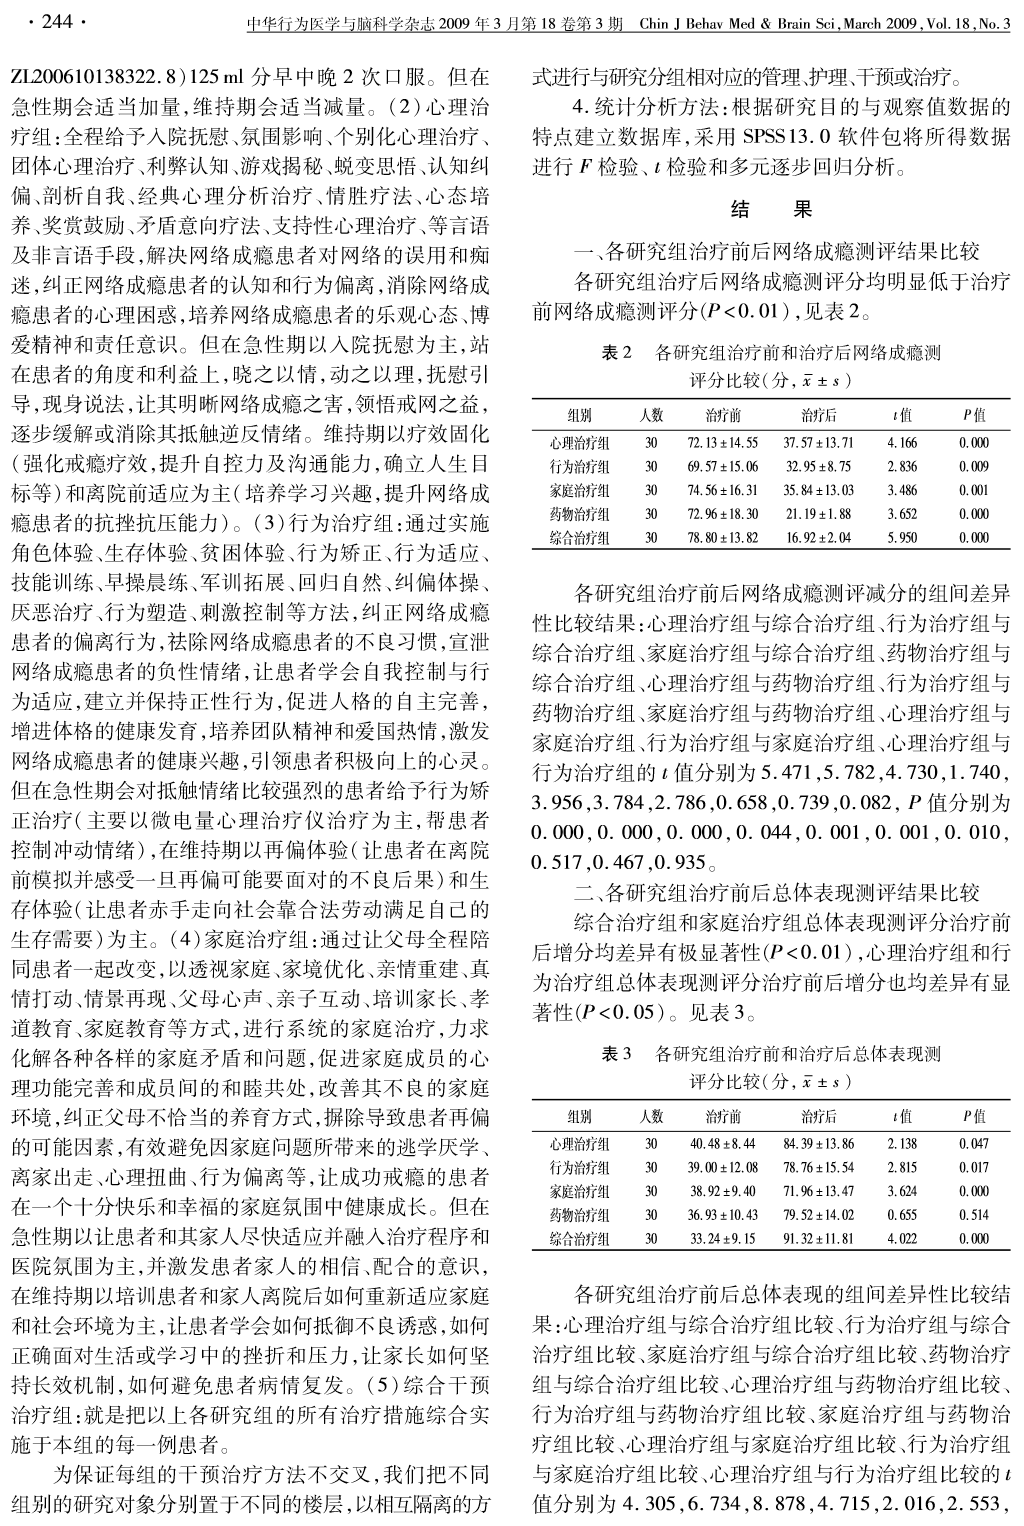 · 244 ·
中华行为医学与脑科学杂志 2009 年 3 月第 18 卷第 3 期 Chin J Behav Med & Brain Sci, March 2009, Vol. 18, No. 3
ZL200610138322.8)125 ml 分早中晚 2 次口服。但在
急性期会适当加量,维持期会适当减量。(2)心理治
疗组:全程给予入院抚慰、氛围影响、个别化心理治疗、
团体心理治疗、利弊认知、游戏揭秘、蜕变思悟、认知纠
偏、剖析自我、经典心理分析治疗、情胜疗法、心态培
养、奖赏鼓励、矛盾意向疗法、支持性心理治疗、等言语
及非言语手段,解决网络成瘾患者对网络的误用和痴
迷,纠正网络成瘾患者的认知和行为偏离,消除网络成
瘾患者的心理困惑,培养网络成瘾患者的乐观心态、博
爱精神和责任意识。但在急性期以入院抚慰为主,站
在患者的角度和利益上,晓之以情,动之以理,抚慰引
导,现身说法,让其明晰网络成瘾之害,领悟戒网之益,
逐步缓解或消除其抵触逆反情绪。维持期以疗效固化
(强化戒瘾疗效,提升自控力及沟通能力,确立人生目
标等)和离院前适应为主(培养学习兴趣,提升网络成
瘾患者的抗挫抗压能力)。(3)行为治疗组:通过实施
角色体验、生存体验、贫困体验、行为矫正、行为适应、
技能训练、早操晨练、军训拓展、回归自然、纠偏体操、
厌恶治疗、行为塑造、刺激控制等方法,纠正网络成瘾
患者的偏离行为,祛除网络成瘾患者的不良习惯,宣泄
网络成瘾患者的负性情绪,让患者学会自我控制与行
为适应,建立并保持正性行为,促进人格的自主完善,
增进体格的健康发育,培养团队精神和爱国热情,激发
网络成瘾患者的健康兴趣,引领患者积极向上的心灵。
但在急性期会对抵触情绪比较强烈的患者给予行为矫
正治疗(主要以微电量心理治疗仪治疗为主,帮患者
控制冲动情绪),在维持期以再偏体验(让患者在离院
前模拟并感受一旦再偏可能要面对的不良后果)和生
存体验(让患者赤手走向社会靠合法劳动满足自己的
生存需要)为主。(4)家庭治疗组:通过让父母全程陪
同患者一起改变,以透视家庭、家境优化、亲情重建、真
情打动、情景再现、父母心声、亲子互动、培训家长、孝
道教育、家庭教育等方式,进行系统的家庭治疗,力求
化解各种各样的家庭矛盾和问题,促进家庭成员的心
理功能完善和成员间的和睦共处,改善其不良的家庭
环境,纠正父母不恰当的养育方式,摒除导致患者再偏
的可能因素,有效避免因家庭问题所带来的逃学厌学、
离家出走、心理扭曲、行为偏离等,让成功戒瘾的患者
在一个十分快乐和幸福的家庭氛围中健康成长。但在
急性期以让患者和其家人尽快适应并融入治疗程序和
医院氛围为主,并激发患者家人的相信、配合的意识,
在维持期以培训患者和家人离院后如何重新适应家庭
和社会环境为主,让患者学会如何抵御不良诱惑,如何
正确面对生活或学习中的挫折和压力,让家长如何坚
持长效机制,如何避免患者病情复发。(5)综合干预
治疗组:就是把以上各研究组的所有治疗措施综合实
施于本组的每一例患者。
为保证每组的干预治疗方法不交叉,我们把不同
组别的研究对象分别置于不同的楼层,以相互隔离的方
式进行与研究分组相对应的管理、护理、干预或治疗。
4. 统计分析方法:根据研究目的与观察值数据的
特点建立数据库,采用 SPSS13.0 软件包将所得数据
进行 F 检验、t 检验和多元逐步回归分析。
结 果
一、各研究组治疗前后网络成瘾测评结果比较
各研究组治疗后网络成瘾测评分均明显低于治疗
前网络成瘾测评分(P<0.01),见表 2。
表 2 各研究组治疗前和治疗后网络成瘾测
评分比较(分, x̄ ± s )
组别 人数 治疗前 治疗后 t 值 P 值
心理治疗组 30 72.13±14.55 37.57±13.71 4.166 0.000
行为治疗组 30 69.57±15.06 32.95±8.75 2.836 0.009
家庭治疗组 30 74.56±16.31 35.84±13.03 3.486 0.001
药物治疗组 30 72.96±18.30 21.19±1.88 3.652 0.000
综合治疗组 30 78.80±13.82 16.92±2.04 5.950 0.000
各研究组治疗前后网络成瘾测评减分的组间差异
性比较结果:心理治疗组与综合治疗组、行为治疗组与
综合治疗组、家庭治疗组与综合治疗组、药物治疗组与
综合治疗组、心理治疗组与药物治疗组、行为治疗组与
药物治疗组、家庭治疗组与药物治疗组、心理治疗组与
家庭治疗组、行为治疗组与家庭治疗组、心理治疗组与
行为治疗组的 t 值分别为 5.471,5.782,4.730,1.740,
3.956,3.784,2.786,0.658,0.739,0.082, P 值分别为
0.000,0.000,0.000,0.044,0.001,0.001,0.010,
0.517,0.467,0.935。
二、各研究组治疗前后总体表现测评结果比较
综合治疗组和家庭治疗组总体表现测评分治疗前
后增分均差异有极显著性(P<0.01),心理治疗组和行
为治疗组总体表现测评分治疗前后增分也均差异有显
著性(P<0.05)。见表 3。
表 3 各研究组治疗前和治疗后总体表现测
评分比较(分, x̄ ± s )
组别 人数 治疗前 治疗后 t 值 P 值
心理治疗组 30 40.48±8.44 84.39±13.86 2.138 0.047
行为治疗组 30 39.00±12.08 78.76±15.54 2.815 0.017
家庭治疗组 30 38.92±9.40 71.96±13.47 3.624 0.000
药物治疗组 30 36.93±10.43 79.52±14.02 0.655 0.514
综合治疗组 30 33.24±9.15 91.32±11.81 4.022 0.000
各研究组治疗前后总体表现的组间差异性比较结
果:心理治疗组与综合治疗组比较、行为治疗组与综合
治疗组比较、家庭治疗组与综合治疗组比较、药物治疗
组与综合治疗组比较、心理治疗组与药物治疗组比较、
行为治疗组与药物治疗组比较、家庭治疗组与药物治
疗组比较、心理治疗组与家庭治疗组比较、行为治疗组
与家庭治疗组比较、心理治疗组与行为治疗组比较的 t
值分别为 4.305,6.734,8.878,4.715,2.016,2.553,